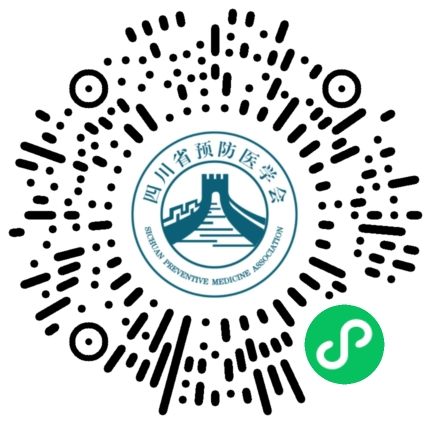 四川省预防医学会
SICHUAN PREVENTIVE MEDICINE ASSOCIATION